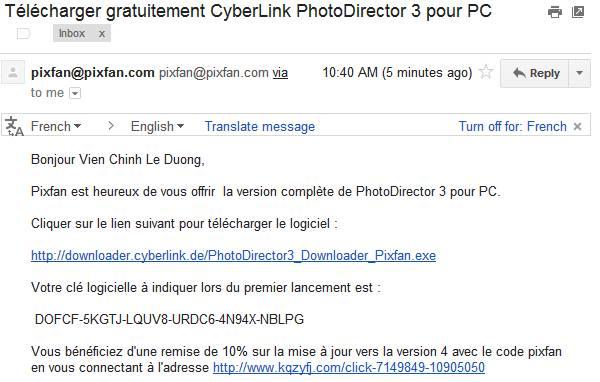 Télécharger gratuitement CyberLink PhotoDirector 3 pour PC
Inbox x
pixfan@pixfan.com pixfan@pixfan.com via 10:40 AM (5 minutes ago) Reply
to me
French > English Translate message Turn off for: French x
Bonjour Vien Chinh Le Duong,
Pixfan est heureux de vous offrir la version complète de PhotoDirector 3 pour PC.
Cliquer sur le lien suivant pour télécharger le logiciel :
http://downloader.cyberlink.de/PhotoDirector3_Downloader_Pixfan.exe
Votre clé logicielle à indiquer lors du premier lancement est :
DOFCF-5KGTJ-LQUV8-URDC6-4N94X-NBLPG
Vous bénéficiez d'une remise de 10% sur la mise à jour vers la version 4 avec le code pixfan
en vous connectant à l'adresse http://www.kqzyfj.com/click-7149849-10905050